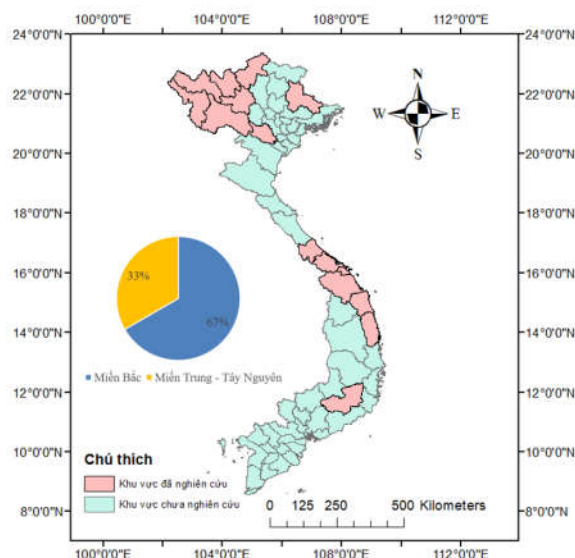 100°0'0"E 104°0'0"E 108°0'0"E 112°0'0"E
24°0'0"N 24°0'0"N
22°0'0"N 22°0'0"N
20°0'0"N 20°0'0"N
18°0'0"N 18°0'0"N
16°0'0"N 16°0'0"N
14°0'0"N 14°0'0"N
12°0'0"N 12°0'0"N
10°0'0"N 10°0'0"N
8°0'0"N 8°0'0"N
N
W E
S
33%
67%
Miền Bắc Miền Trung - Tây Nguyên
Chú thích
Khu vực đã nghiên cứu
Khu vực chưa nghiên cứu
0 125 250 500 Kilometers
100°0'0"E 104°0'0"E 108°0'0"E 112°0'0"E